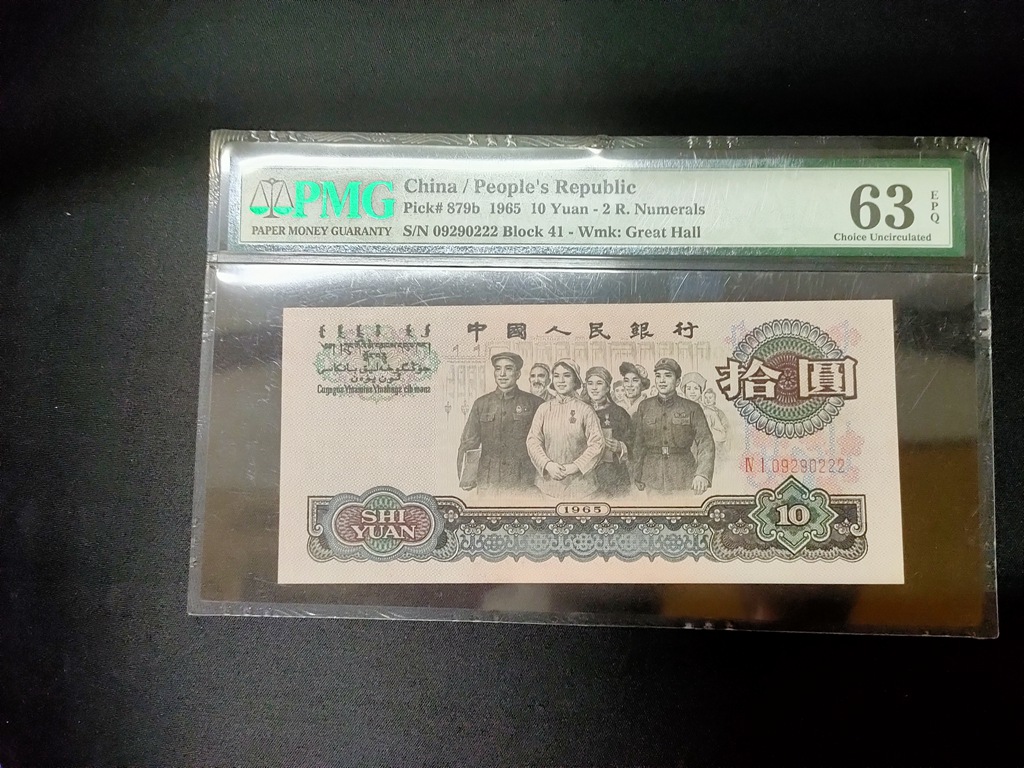 PMG
PAPER MONEY GUARANTY
China / People's Republic
Pick# 879b 1965 10 Yuan - 2 R. Numerals
S/N 09290222 Block 41 - Wmk: Great Hall
63
EPQ
Choice Uncirculated
中國人民銀行
拾圓
Ⅳ Ⅰ 09290222
1965
SHI
YUAN
10